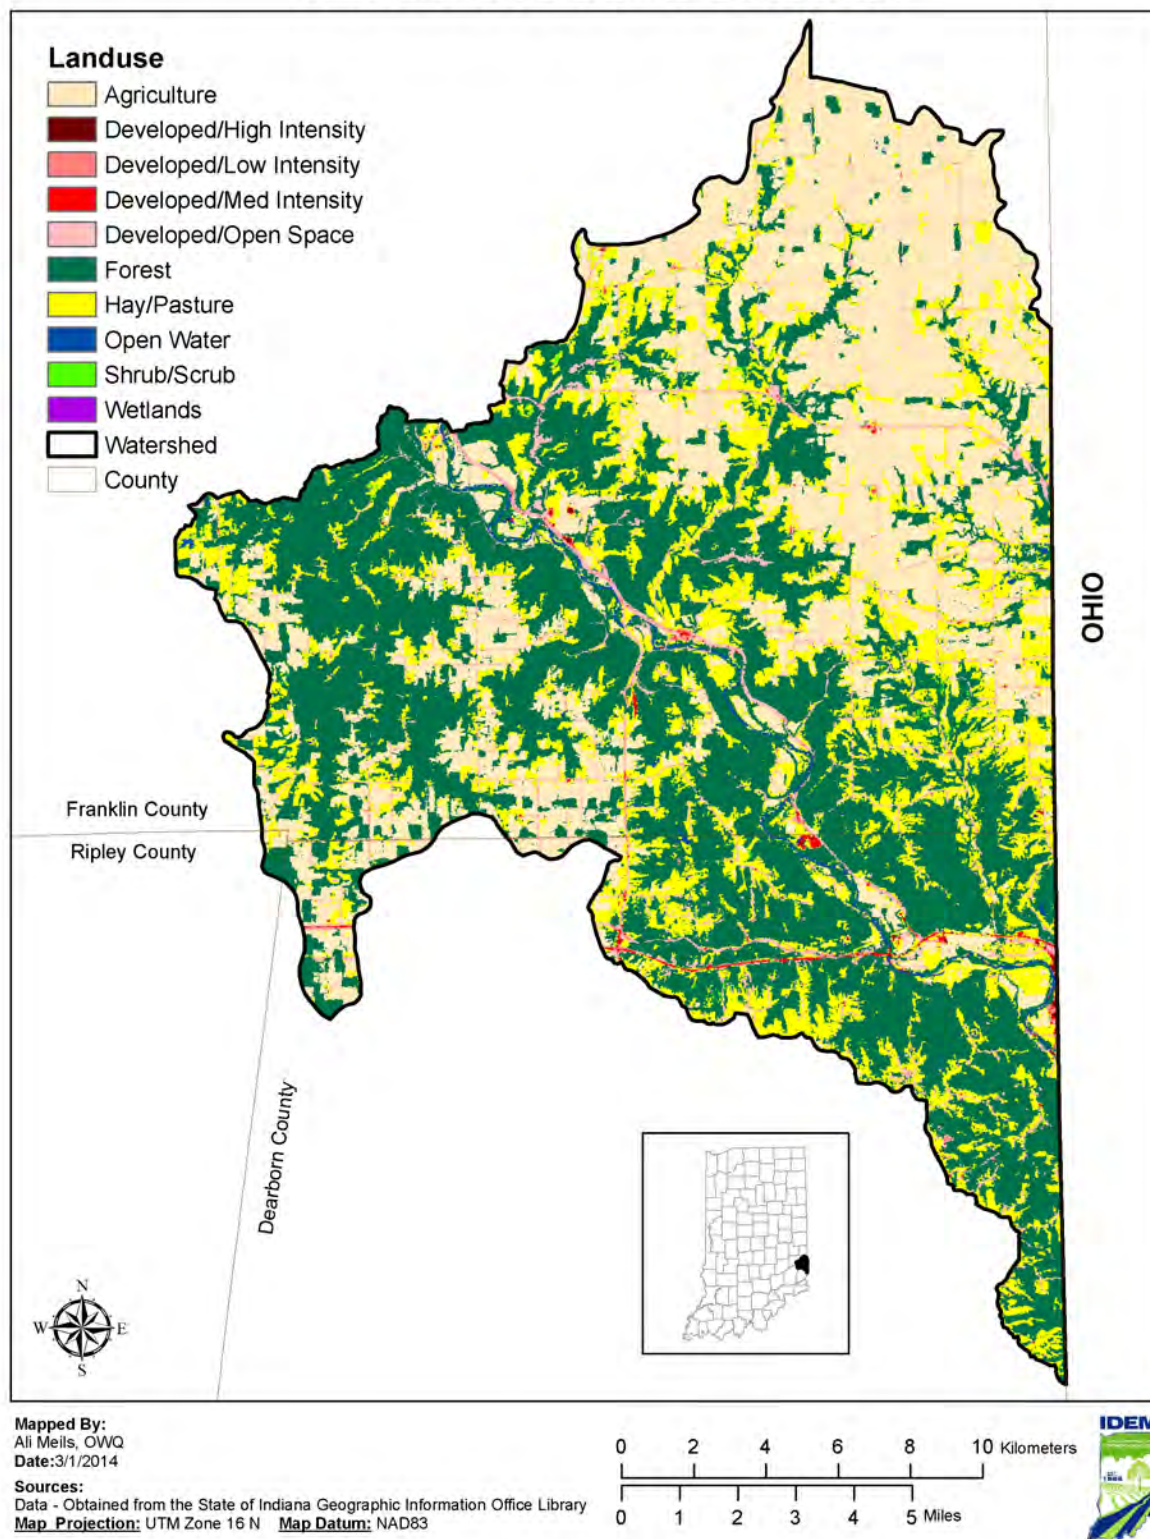 Landuse
Agriculture
Developed/High Intensity
Developed/Low Intensity
Developed/Med Intensity
Developed/Open Space
Forest
Hay/Pasture
Open Water
Shrub/Scrub
Wetlands
Watershed
County
OHIO
Franklin County
Ripley County
Dearborn County
N
W E
S
Mapped By:
Ali Meils, OWQ
Date:3/1/2014
Sources:
Data - Obtained from the State of Indiana Geographic Information Office Library
Map Projection: UTM Zone 16 N Map Datum: NAD83
0 2 4 6 8 10 Kilometers
0 1 2 3 4 5 Miles
IDEM